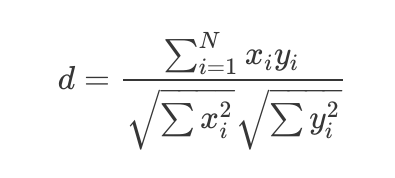 d = \frac{\sum_{i=1}^{N} x_i y_i}{\sqrt{\sum x_i^2} \sqrt{\sum y_i^2}}